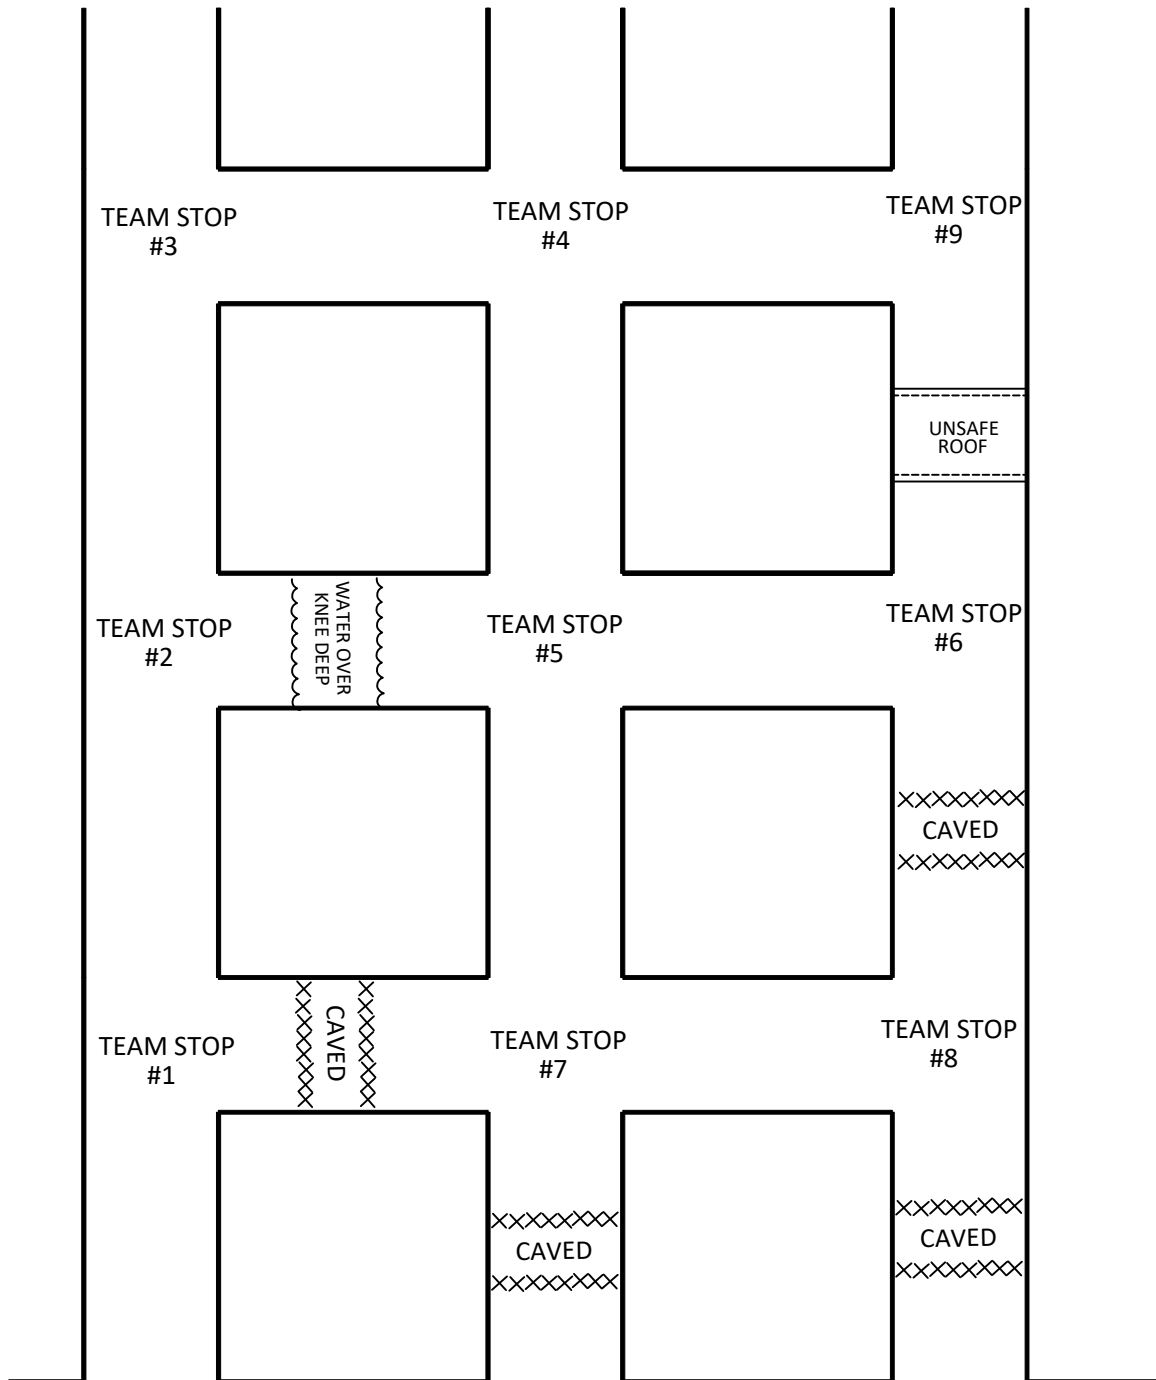 TEAM STOP
#3
TEAM STOP
#4
TEAM STOP
#9
UNSAFE
ROOF
TEAM STOP
#2
WATER OVER
KNEE DEEP
TEAM STOP
#5
TEAM STOP
#6
CAVED
TEAM STOP
#1
CAVED
TEAM STOP
#7
TEAM STOP
#8
CAVED
CAVED